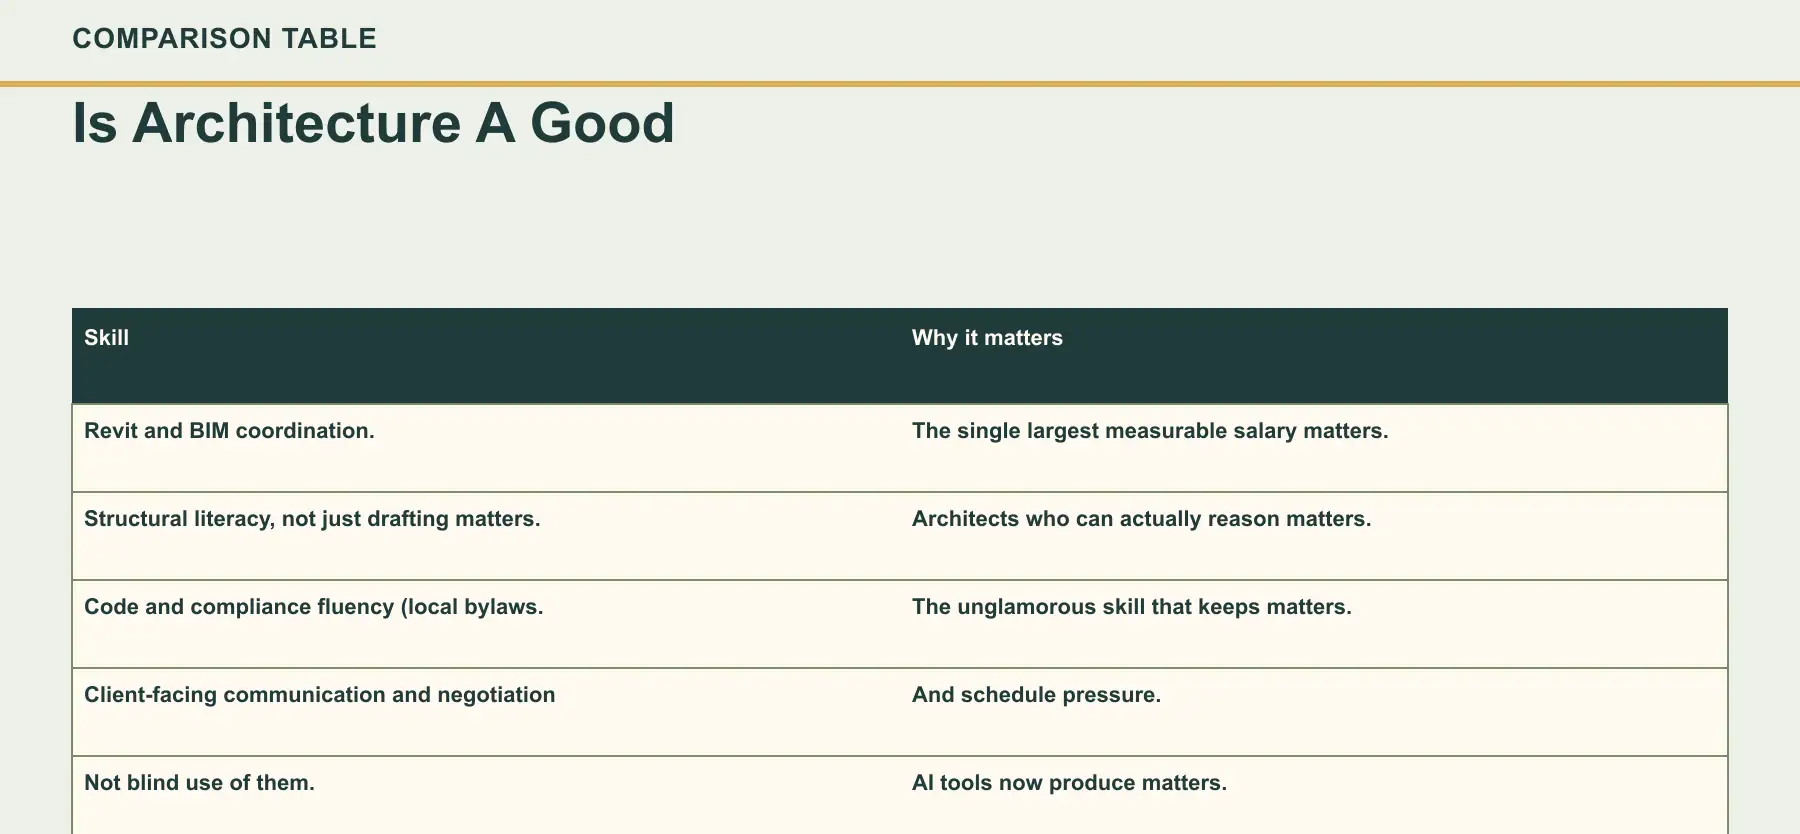 COMPARISON TABLE
Is Architecture A Good
Skill Why it matters
Revit and BIM coordination. The single largest measurable salary matters.
Structural literacy, not just drafting matters. Architects who can actually reason matters.
Code and compliance fluency (local bylaws. The unglamorous skill that keeps matters.
Client-facing communication and negotiation And schedule pressure.
Not blind use of them. AI tools now produce matters.